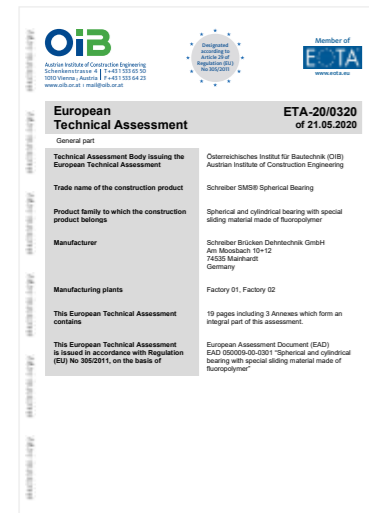 OiB
Austrian Institute of Construction Engineering
Schenkenstrasse 4 | T+43 1 533 65 50
1010 Vienna | Austria | F+43 1 533 64 23
www.oib.or.at | mail@oib.or.at
Designated
according to
Article 29 of
Regulation (EU)
No 305/2011
Member of
EOTA
www.eota.eu
European
Technical Assessment
ETA-20/0320
of 21.05.2020
General part
Technical Assessment Body issuing the
European Technical Assessment
Österreichisches Institut für Bautechnik (OIB)
Austrian Institute of Construction Engineering
Trade name of the construction product
Schreiber SMS® Spherical Bearing
Product family to which the construction
product belongs
Spherical and cylindrical bearing with special
sliding material made of fluoropolymer
Manufacturer
Schreiber Brücken Dehntechnik GmbH
Am Moosbach 10+12
74535 Mainhardt
Germany
Manufacturing plants
Factory 01, Factory 02
This European Technical Assessment
contains
19 pages including 3 Annexes which form an
integral part of this assessment.
This European Technical Assessment
is issued in accordance with Regulation
(EU) No 305/2011, on the basis of
European Assessment Document (EAD)
EAD 050009-00-0301 "Spherical and cylindrical
bearing with special sliding material made of
fluoropolymer"